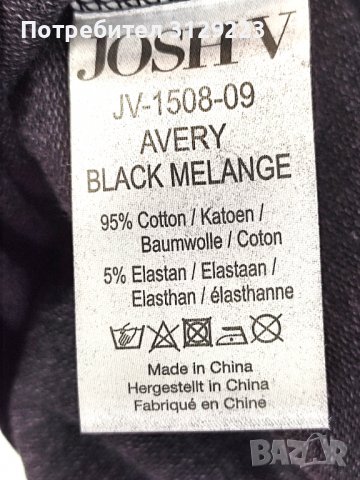 Потребител 3129223
JOSH V
JV-1508-09
AVERY
BLACK MELANGE
95% Cotton / Katoen /
Baumwolle / Coton
5% Elastan / Elastaan /
Elasthan / élasthanne
Made in China
Hergestellt in China
Fabriqué en Chine
BAZAR